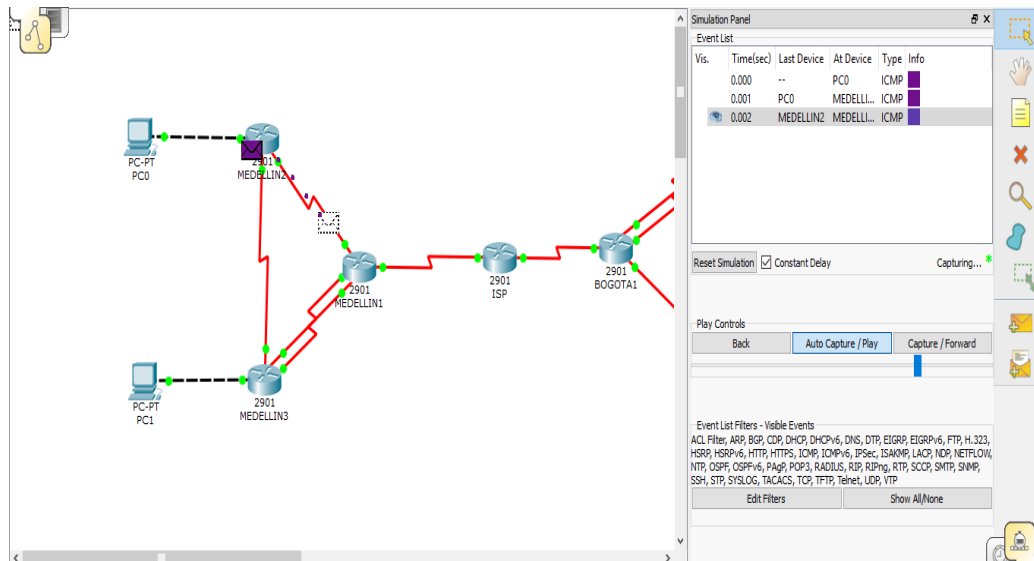 PC-PT
PC0
2901
MEDELLIN2
2901
MEDELLIN1
2901
ISP
2901
BOGOTA1
PC-PT
PC1
2901
MEDELLIN3
Simulation Panel
Event List
Vis. Time(sec) Last Device At Device Type Info
0.000 -- PC0 ICMP
0.001 PC0 MEDELLI... ICMP
0.002 MEDELLIN2 MEDELLI... ICMP
Reset Simulation Constant Delay Capturing... *
Play Controls
Back Auto Capture / Play Capture / Forward
Event List Filters - Visible Events
ACL Filter, ARP, BGP, CDP, DHCP, DHCPv6, DNS, DTP, EIGRP, EIGRPv6, FTP, H.323,
HSRP, HSRPv6, HTTP, HTTPS, ICMP, ICMPv6, IPSec, ISAKMP, LACP, NDP, NETFLOW,
NTP, OSPF, OSPFv6, PAgP, POP3, RADIUS, RIP, RIPng, RTP, SCCP, SMTP, SNMP,
SSH, STP, SYSLOG, TACACS, TCP, TFTP, Telnet, UDP, VTP
Edit Filters Show All/None